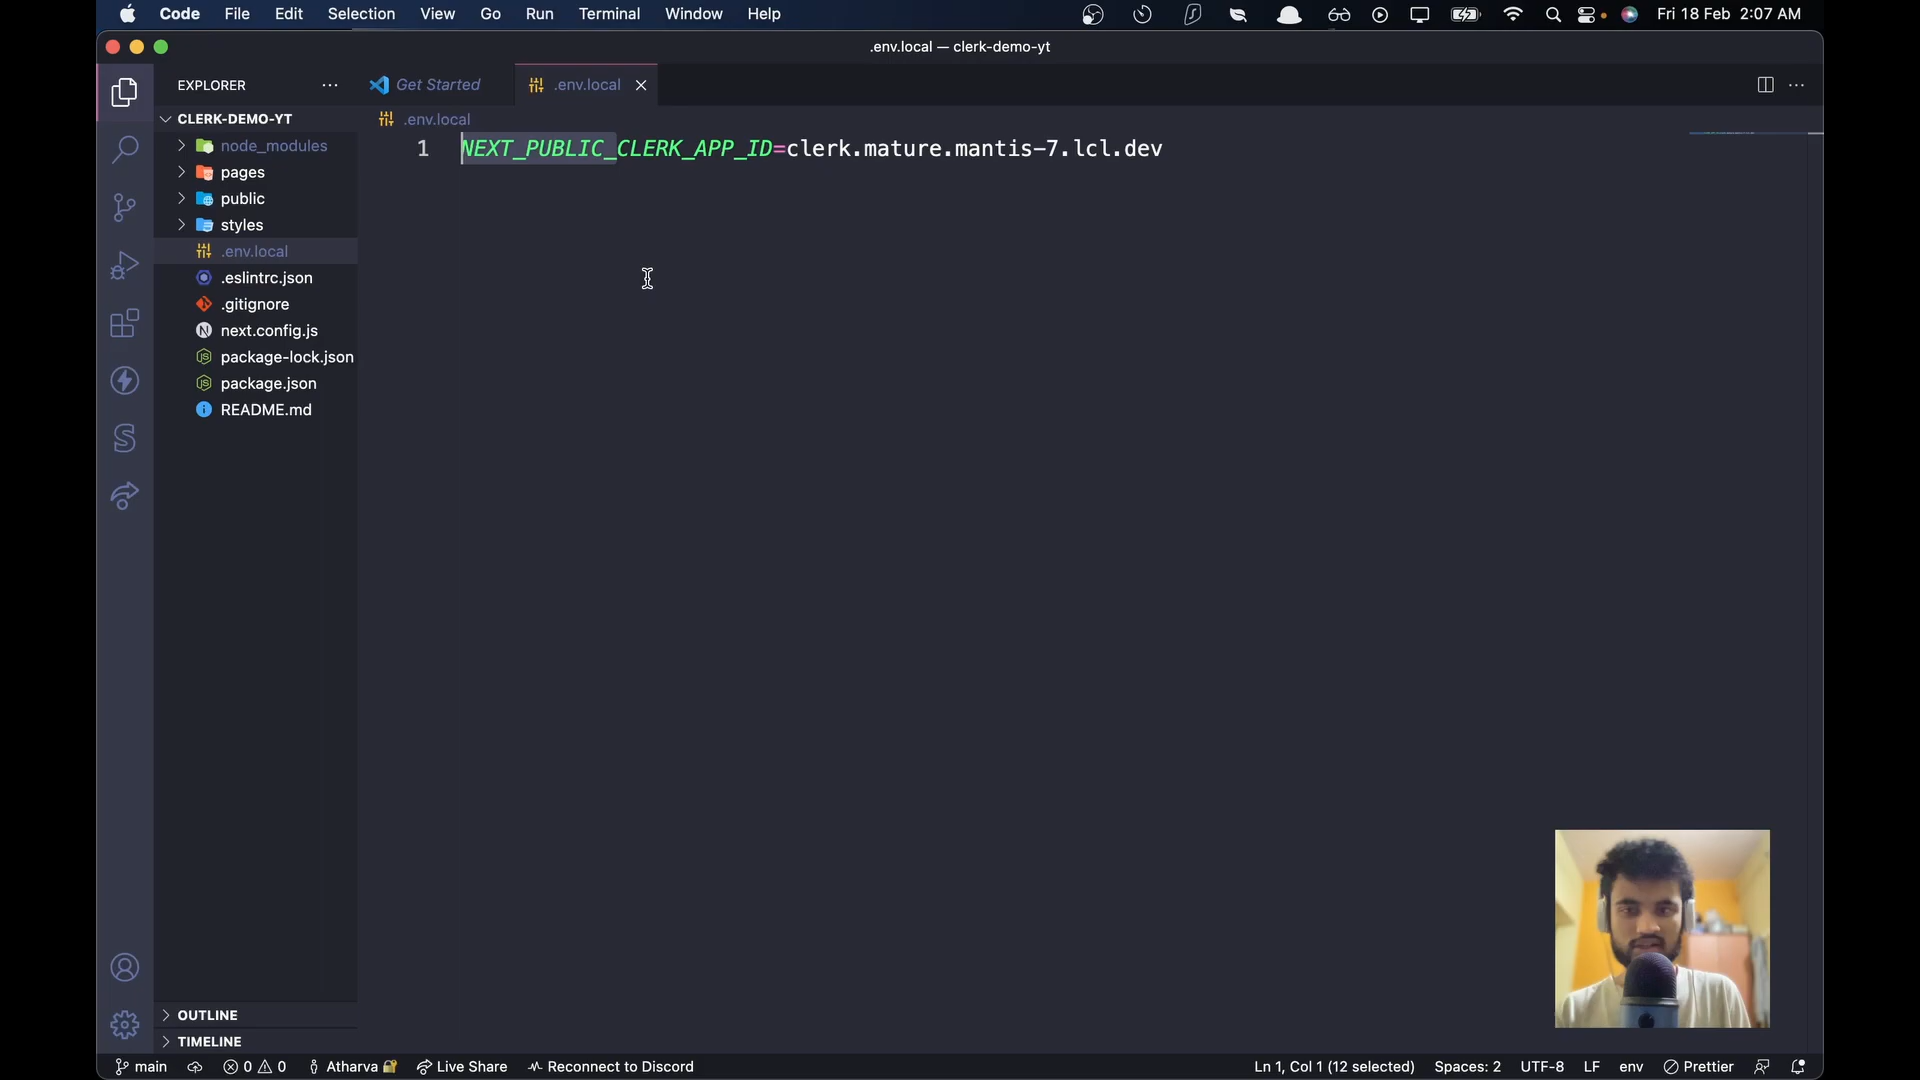 Code File Edit Selection View Go Run Terminal Window Help Fri 18 Feb 2:07 AM
.env.local — clerk-demo-yt
EXPLORER ··· Get Started .env.local
CLERK-DEMO-YT
.env.local
node_modules
1 NEXT_PUBLIC_CLERK_APP_ID=clerk.mature.mantis-7.lcl.dev
pages
public
styles
.env.local
.eslintrc.json
.gitignore
next.config.js
package-lock.json
package.json
README.md
OUTLINE
TIMELINE
main 0 0 Atharva Live Share Reconnect to Discord Ln 1, Col 1 (12 selected) Spaces: 2 UTF-8 LF env Prettier